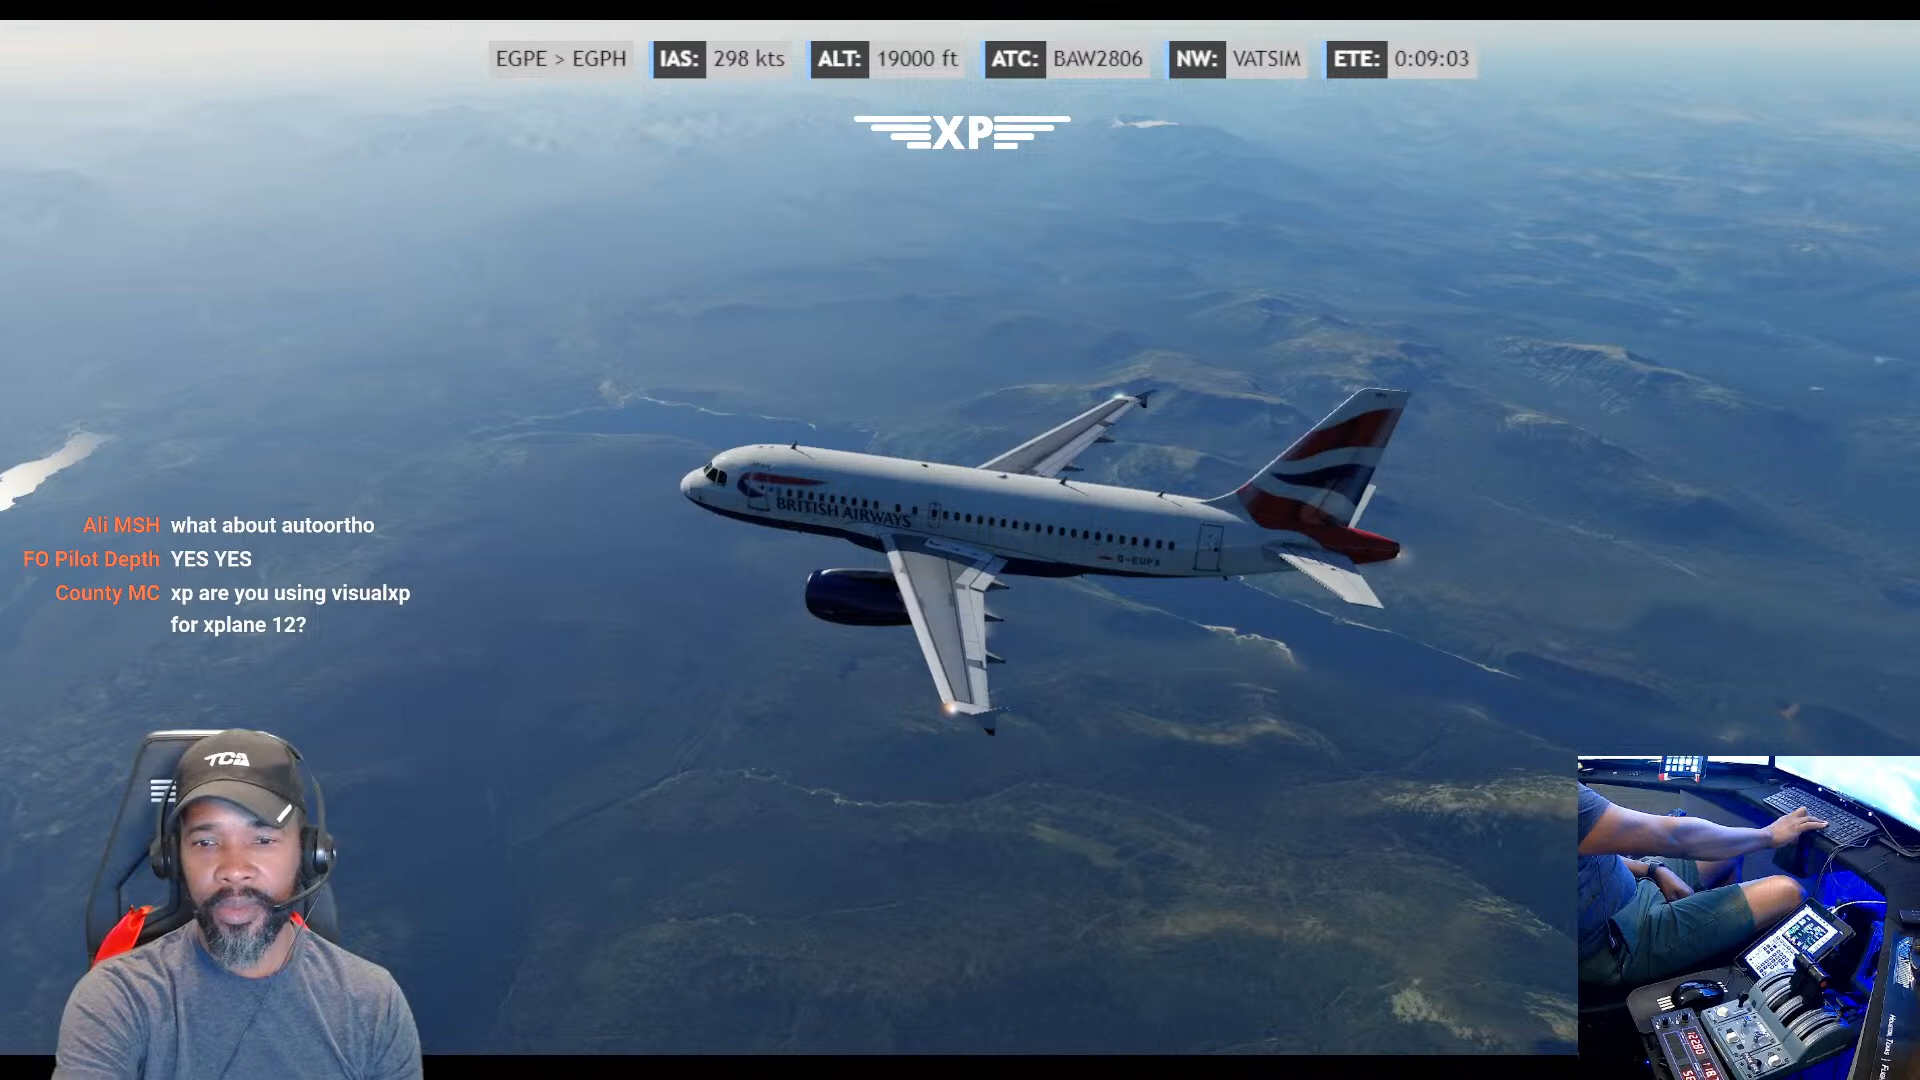 EGPE > EGPH IAS: 298 kts ALT: 19000 ft ATC: BAW2806 NW: VATSIM ETE: 0:09:03
XP
BRITISH AIRWAYS
G-EUPX
Ali MSH what about autoortho
FO Pilot Depth YES YES
County MC xp are you using visualxp
for xplane 12?
TCA